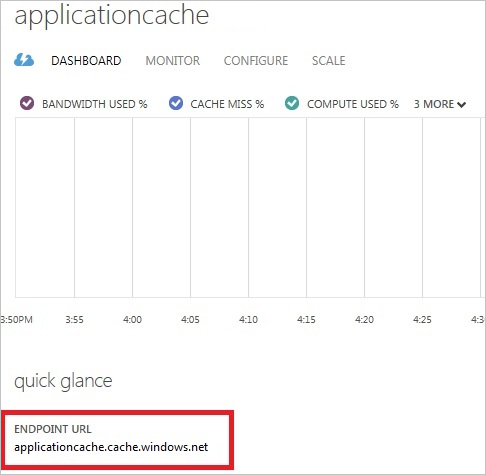 applicationcache
DASHBOARD MONITOR CONFIGURE SCALE
BANDWIDTH USED % CACHE MISS % COMPUTE USED % 3 MORE
3:50PM 3:55 4:00 4:05 4:10 4:15 4:20 4:25 4:3
quick glance
ENDPOINT URL
applicationcache.cache.windows.net